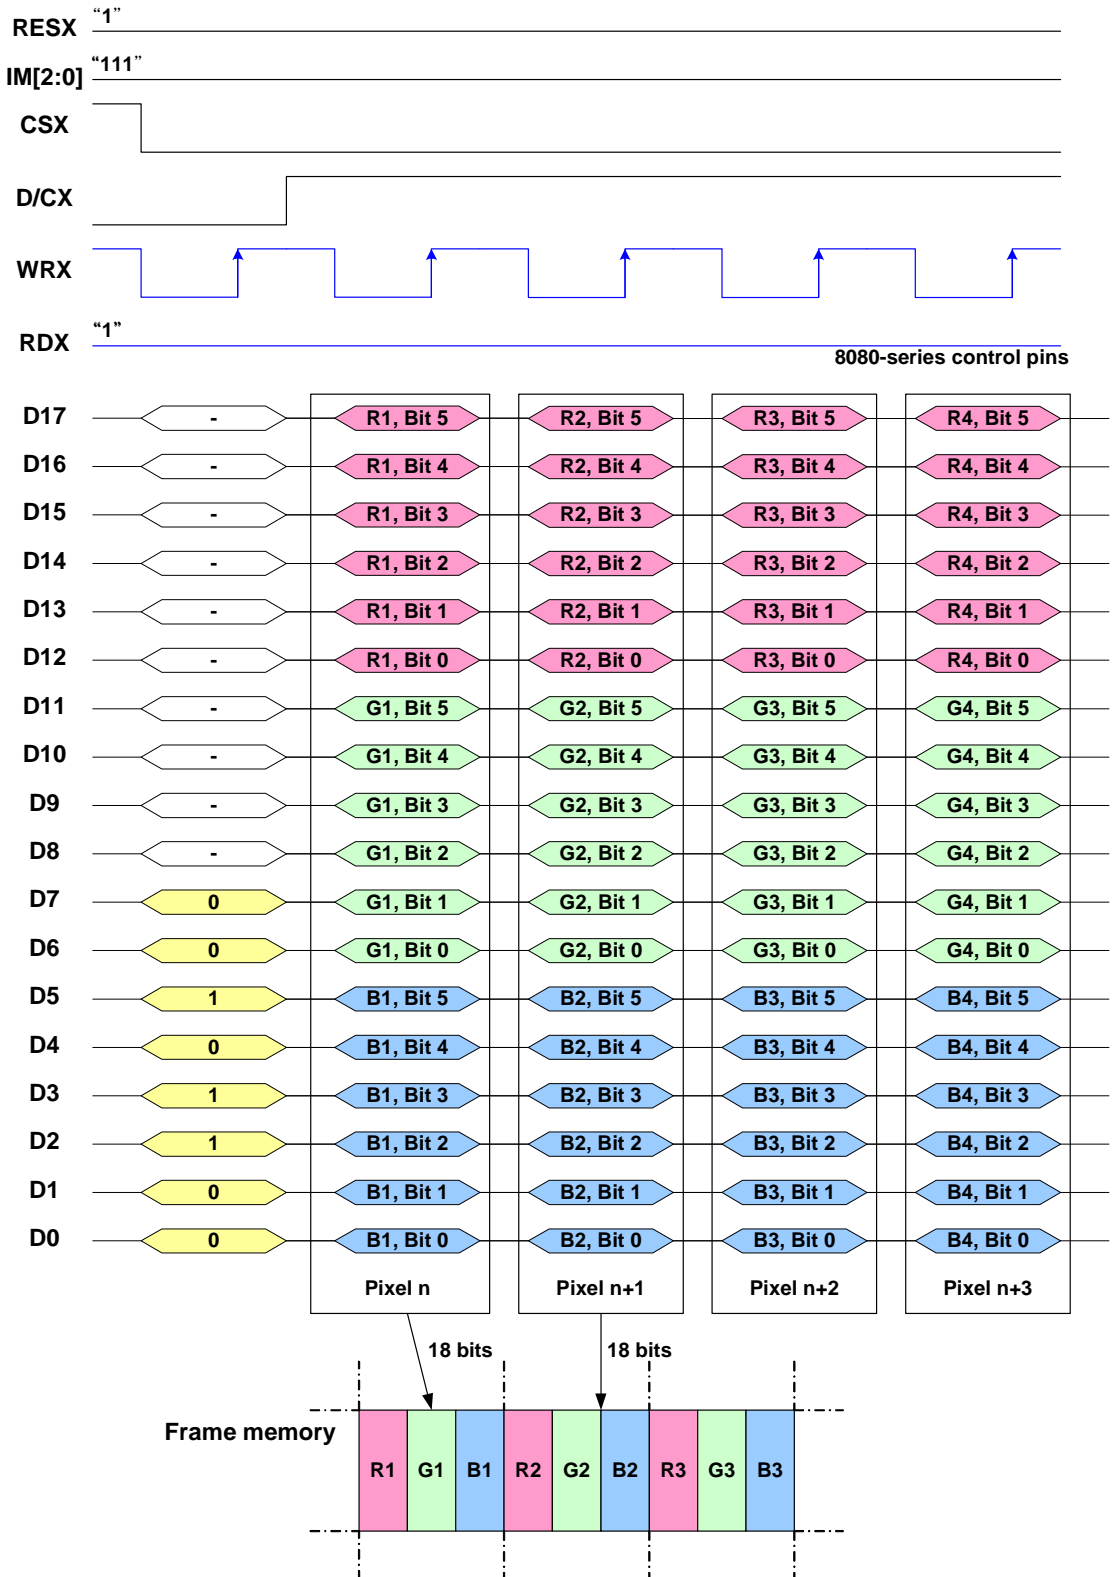 RESX "1"
IM[2:0] "111"
CSX
D/CX
WRX
RDX "1"
8080-series control pins
D17 - R1, Bit 5 R2, Bit 5 R3, Bit 5 R4, Bit 5
D16 - R1, Bit 4 R2, Bit 4 R3, Bit 4 R4, Bit 4
D15 - R1, Bit 3 R2, Bit 3 R3, Bit 3 R4, Bit 3
D14 - R1, Bit 2 R2, Bit 2 R3, Bit 2 R4, Bit 2
D13 - R1, Bit 1 R2, Bit 1 R3, Bit 1 R4, Bit 1
D12 - R1, Bit 0 R2, Bit 0 R3, Bit 0 R4, Bit 0
D11 - G1, Bit 5 G2, Bit 5 G3, Bit 5 G4, Bit 5
D10 - G1, Bit 4 G2, Bit 4 G3, Bit 4 G4, Bit 4
D9 - G1, Bit 3 G2, Bit 3 G3, Bit 3 G4, Bit 3
D8 - G1, Bit 2 G2, Bit 2 G3, Bit 2 G4, Bit 2
D7 0 G1, Bit 1 G2, Bit 1 G3, Bit 1 G4, Bit 1
D6 0 G1, Bit 0 G2, Bit 0 G3, Bit 0 G4, Bit 0
D5 1 B1, Bit 5 B2, Bit 5 B3, Bit 5 B4, Bit 5
D4 0 B1, Bit 4 B2, Bit 4 B3, Bit 4 B4, Bit 4
D3 1 B1, Bit 3 B2, Bit 3 B3, Bit 3 B4, Bit 3
D2 1 B1, Bit 2 B2, Bit 2 B3, Bit 2 B4, Bit 2
D1 0 B1, Bit 1 B2, Bit 1 B3, Bit 1 B4, Bit 1
D0 0 B1, Bit 0 B2, Bit 0 B3, Bit 0 B4, Bit 0
Pixel n Pixel n+1 Pixel n+2 Pixel n+3
18 bits 18 bits
Frame memory
R1 G1 B1 R2 G2 B2 R3 G3 B3